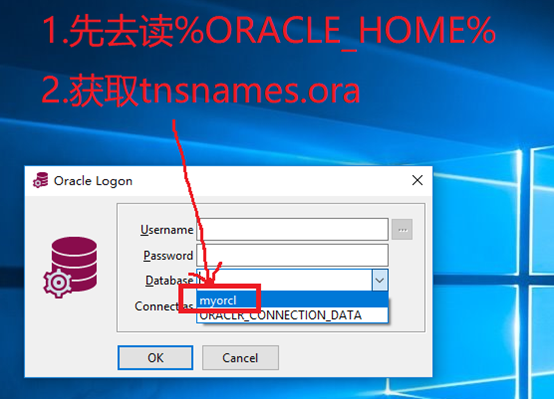 1.先去读%ORACLE_HOME%
2.获取tnsnames.ora
Oracle Logon
Username
...
Password
Database
myorcl
Connect as
ORACLR_CONNECTION_DATA
OK
Cancel